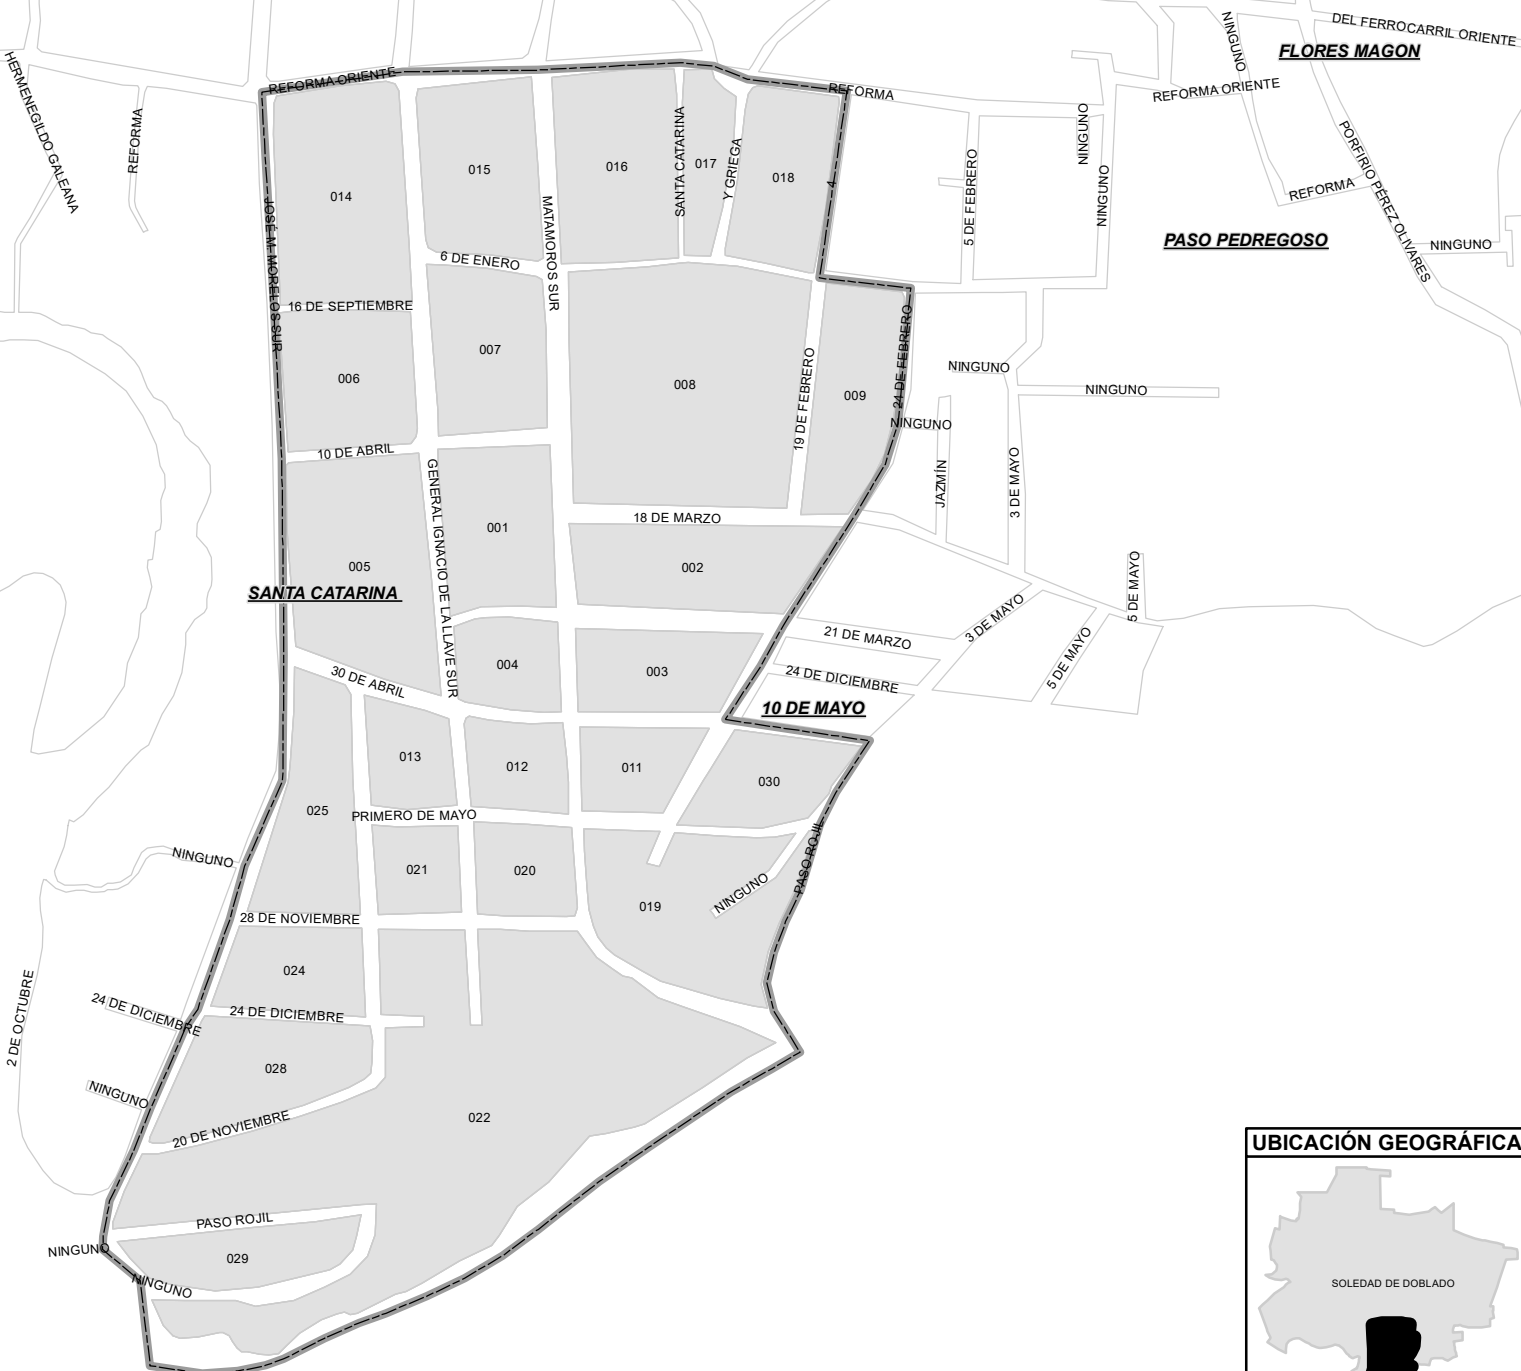 DEL FERROCARRIL ORIENTE
FLORES MAGON
NINGUNO
HERMENEGILDO GALEANA
REFORMA
REFORMA ORIENTE
REFORMA
REFORMA ORIENTE
NINGUNO
NINGUNO
PORFIRIO PÉREZ OLIVARES
REFORMA
NINGUNO
PASO PEDREGOSO
5 DE FEBRERO
014
015
016
SANTA CATARINA
017
Y GRIEGA
018
4
JOSÉ M. MORELOS SUR
MATAMOROS SUR
6 DE ENERO
16 DE SEPTIEMBRE
006
007
008
19 DE FEBRERO
009
24 DE FEBRERO
NINGUNO
NINGUNO
NINGUNO
JAZMÍN
3 DE MAYO
10 DE ABRIL
GENERAL IGNACIO DE LA LLAVE SUR
001
18 DE MARZO
002
005
SANTA CATARINA
5 DE MAYO
3 DE MAYO
21 DE MARZO
5 DE MAYO
24 DE DICIEMBRE
10 DE MAYO
004
003
30 DE ABRIL
013
012
011
030
025
PRIMERO DE MAYO
PASO ROJIL
NINGUNO
021
020
019
NINGUNO
28 DE NOVIEMBRE
024
2 DE OCTUBRE
24 DE DICIEMBRE
24 DE DICIEMBRE
028
NINGUNO
20 DE NOVIEMBRE
022
PASO ROJIL
NINGUNO
029
NINGUNO
UBICACIÓN GEOGRÁFICA
SOLEDAD DE DOBLADO